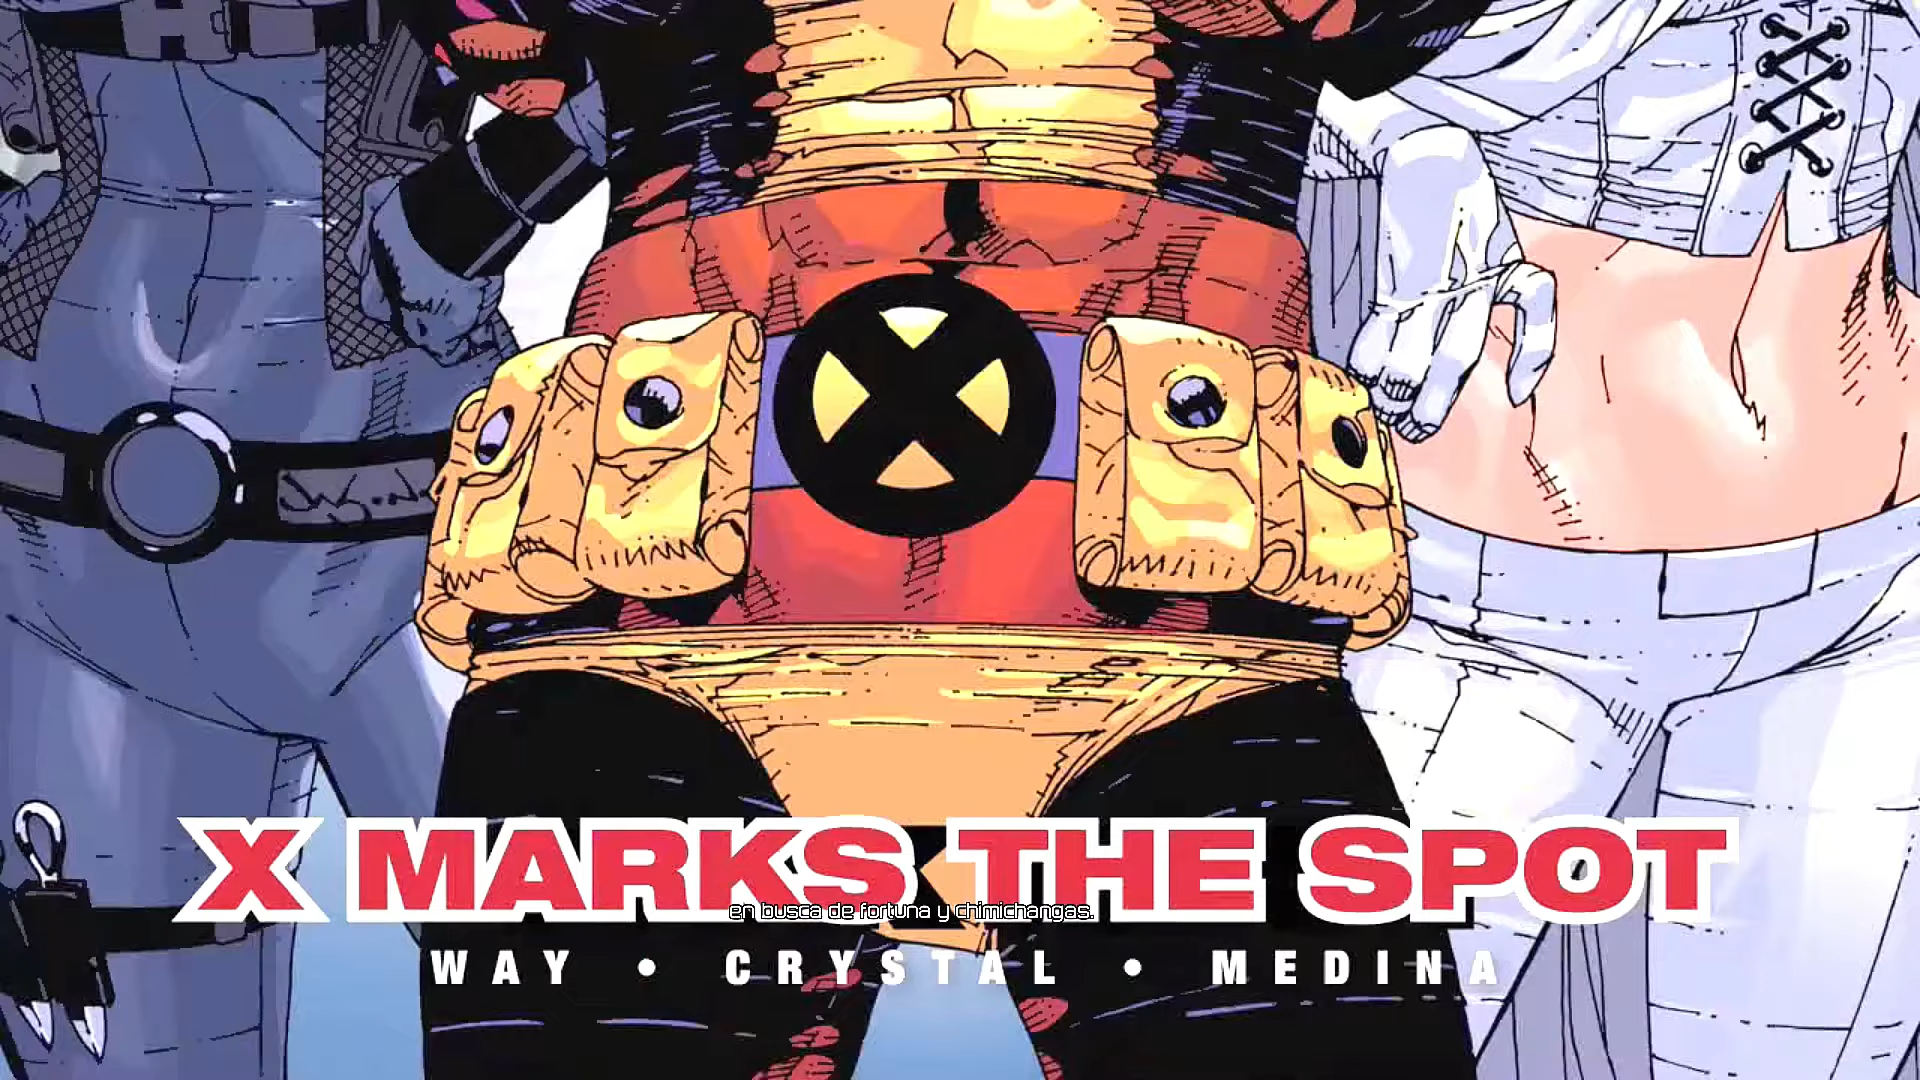 X MARKS THE SPOT
en busca de fortuna y chimichangas.
WAY • CRYSTAL • MEDINA